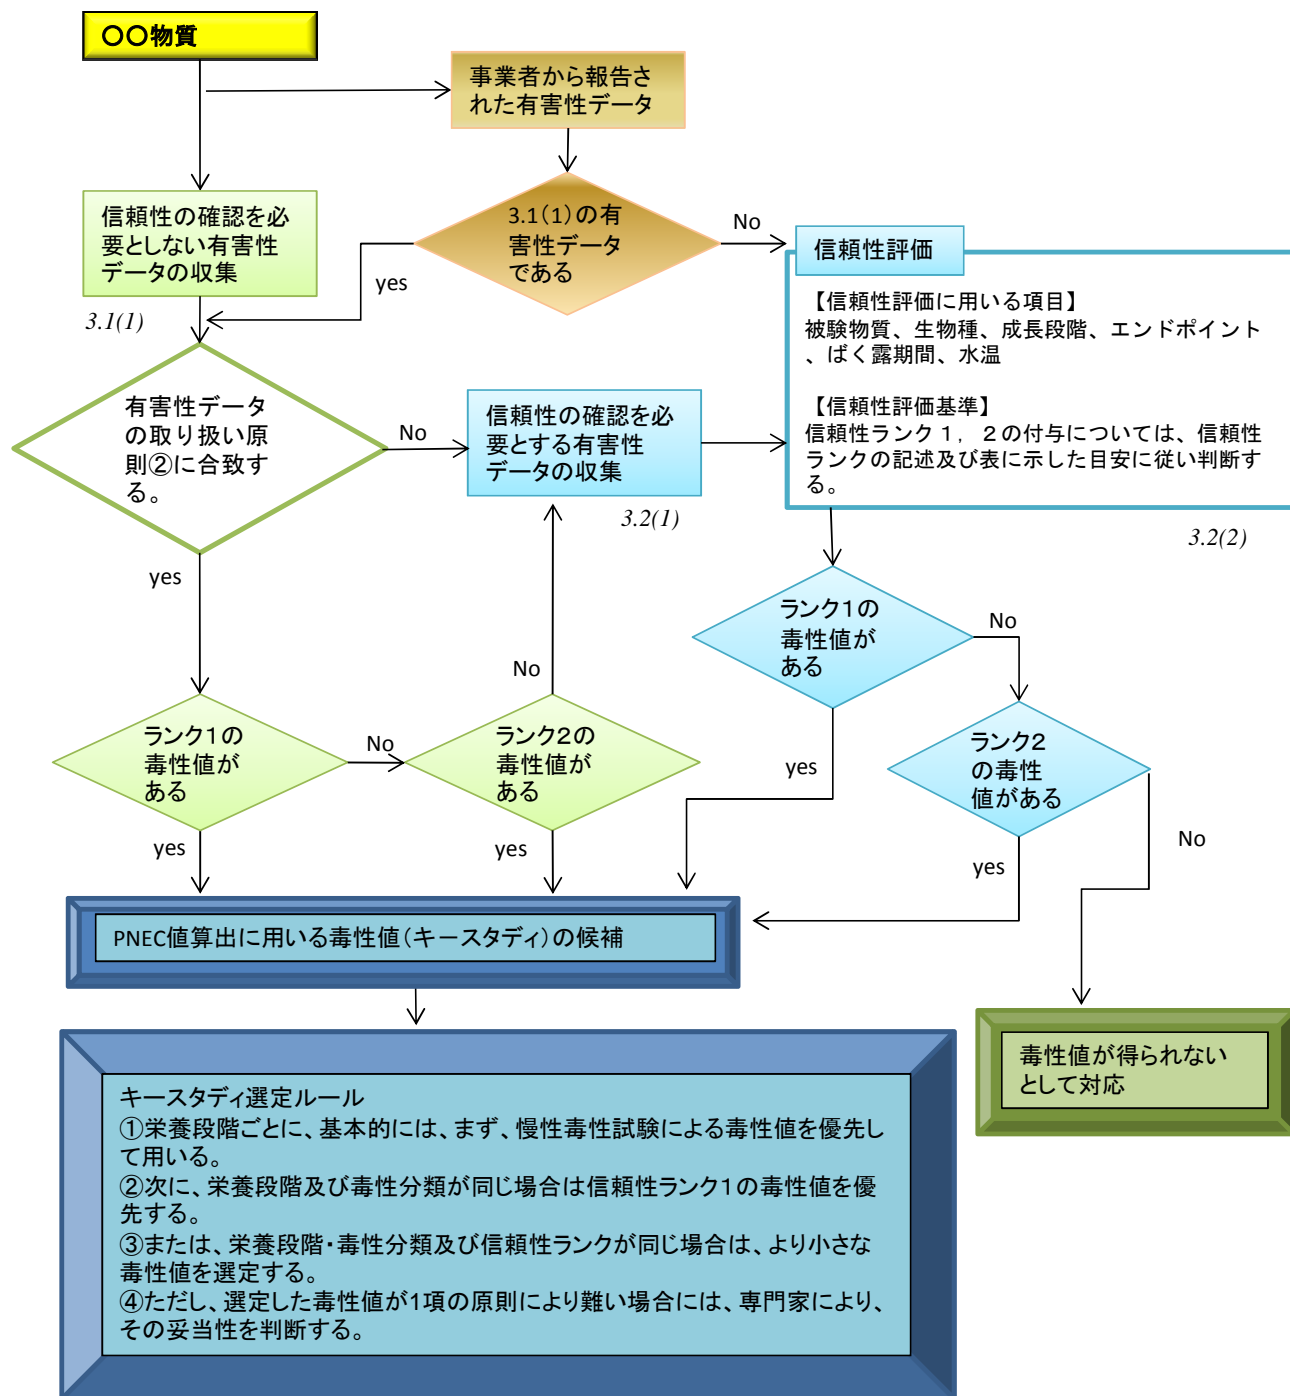 〇〇物質
事業者から報告さ
れた有害性データ
信頼性の確認を必
要としない有害性
データの収集
3.1(1)
3.1(1)の有
害性データ
である
No
yes
信頼性評価
【信頼性評価に用いる項目】
被験物質、生物種、成長段階、エンドポイント
、ばく露期間、水温
【信頼性評価基準】
信頼性ランク１，２の付与については、信頼性
ランクの記述及び表に示した目安に従い判断す
る。
3.2(2)
有害性データ
の取り扱い原
則②に合致す
る。
No
yes
信頼性の確認を必
要とする有害性
データの収集
3.2(1)
ランク1の
毒性値が
ある
No
yes
ランク2の
毒性値が
ある
No
yes
ランク1の
毒性値が
ある
No
yes
ランク2
の毒性
値がある
No
yes
PNEC値算出に用いる毒性値(キースタディ)の候補
毒性値が得られない
として対応
キースタディ選定ルール
①栄養段階ごとに、基本的には、まず、慢性毒性試験による毒性値を優先し
て用いる。
②次に、栄養段階及び毒性分類が同じ場合は信頼性ランク1の毒性値を優
先する。
③または、栄養段階・毒性分類及び信頼性ランクが同じ場合は、より小さな
毒性値を選定する。
④ただし、選定した毒性値が1項の原則により難い場合には、専門家により、
その妥当性を判断する。